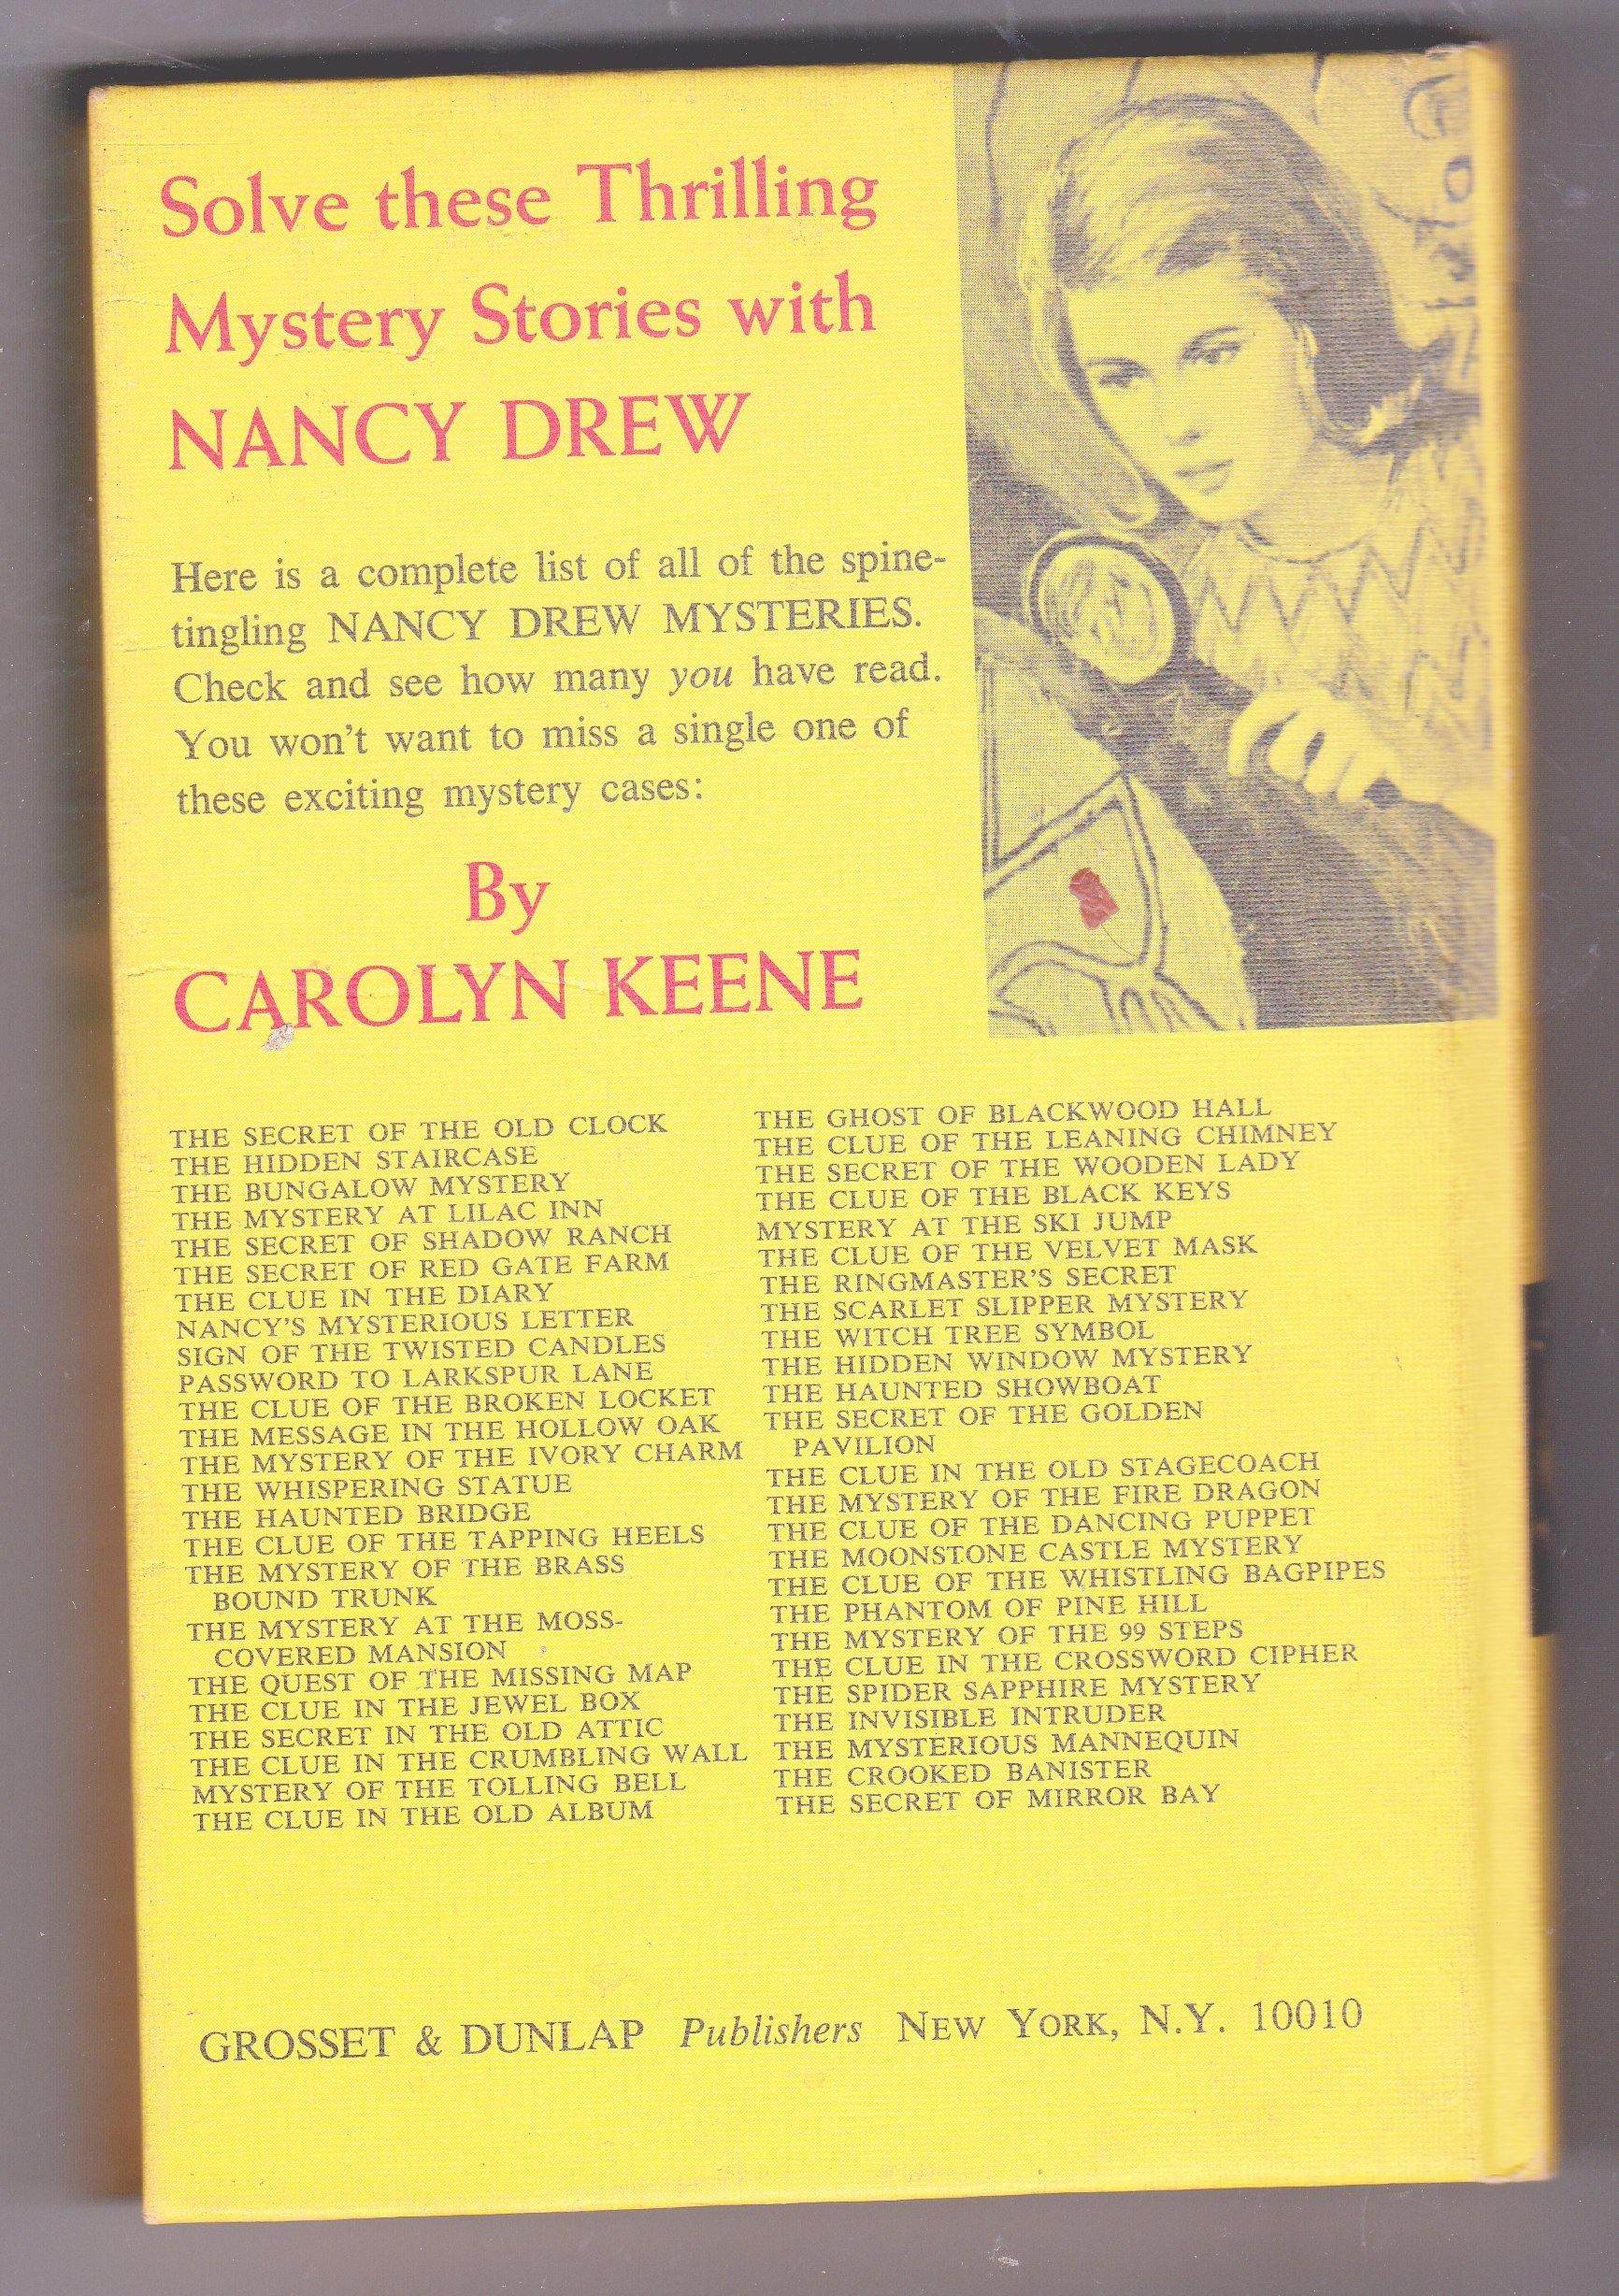 Solve these Thrilling
Mystery Stories with
NANCY DREW
Here is a complete list of all of the spine-
tingling NANCY DREW MYSTERIES.
Check and see how many you have read.
You won't want to miss a single one of
these exciting mystery cases:
By
CAROLYN KEENE
THE SECRET OF THE OLD CLOCK
THE HIDDEN STAIRCASE
THE BUNGALOW MYSTERY
THE MYSTERY AT LILAC INN
THE SECRET OF SHADOW RANCH
THE SECRET OF RED GATE FARM
THE CLUE IN THE DIARY
NANCY'S MYSTERIOUS LETTER
SIGN OF THE TWISTED CANDLES
PASSWORD TO LARKSPUR LANE
THE CLUE OF THE BROKEN LOCKET
THE MESSAGE IN THE HOLLOW OAK
THE MYSTERY OF THE IVORY CHARM
THE WHISPERING STATUE
THE HAUNTED BRIDGE
THE CLUE OF THE TAPPING HEELS
THE MYSTERY OF THE BRASS
BOUND TRUNK
THE MYSTERY AT THE MOSS-
COVERED MANSION
THE QUEST OF THE MISSING MAP
THE CLUE IN THE JEWEL BOX
THE SECRET IN THE OLD ATTIC
THE CLUE IN THE CRUMBLING WALL
MYSTERY OF THE TOLLING BELL
THE CLUE IN THE OLD ALBUM
THE GHOST OF BLACKWOOD HALL
THE CLUE OF THE LEANING CHIMNEY
THE SECRET OF THE WOODEN LADY
THE CLUE OF THE BLACK KEYS
MYSTERY AT THE SKI JUMP
THE CLUE OF THE VELVET MASK
THE RINGMASTER'S SECRET
THE SCARLET SLIPPER MYSTERY
THE WITCH TREE SYMBOL
THE HIDDEN WINDOW MYSTERY
THE HAUNTED SHOWBOAT
THE SECRET OF THE GOLDEN
PAVILION
THE CLUE IN THE OLD STAGECOACH
THE MYSTERY OF THE FIRE DRAGON
THE CLUE OF THE DANCING PUPPET
THE MOONSTONE CASTLE MYSTERY
THE CLUE OF THE WHISTLING BAGPIPES
THE PHANTOM OF PINE HILL
THE MYSTERY OF THE 99 STEPS
THE CLUE IN THE CROSSWORD CIPHER
THE SPIDER SAPPHIRE MYSTERY
THE INVISIBLE INTRUDER
THE MYSTERIOUS MANNEQUIN
THE CROOKED BANISTER
THE SECRET OF MIRROR BAY
GROSSET & DUNLAP Publishers NEW YORK, N.Y. 10010